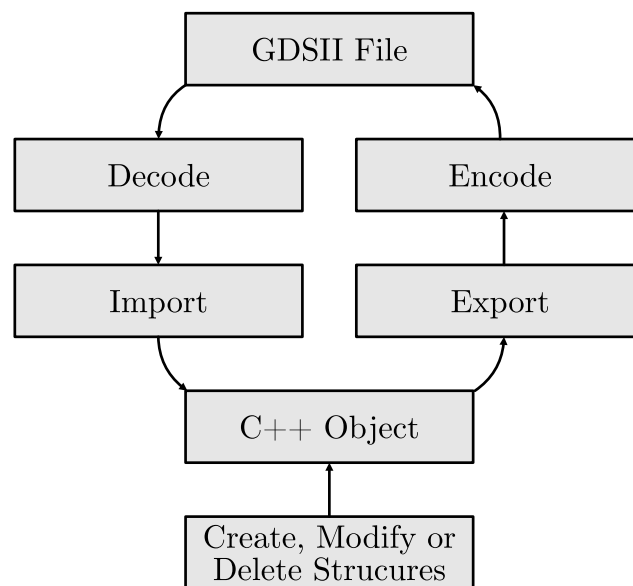 GDSII File
Decode
Encode
Import
Export
C++ Object
Create, Modify or
Delete Strucures